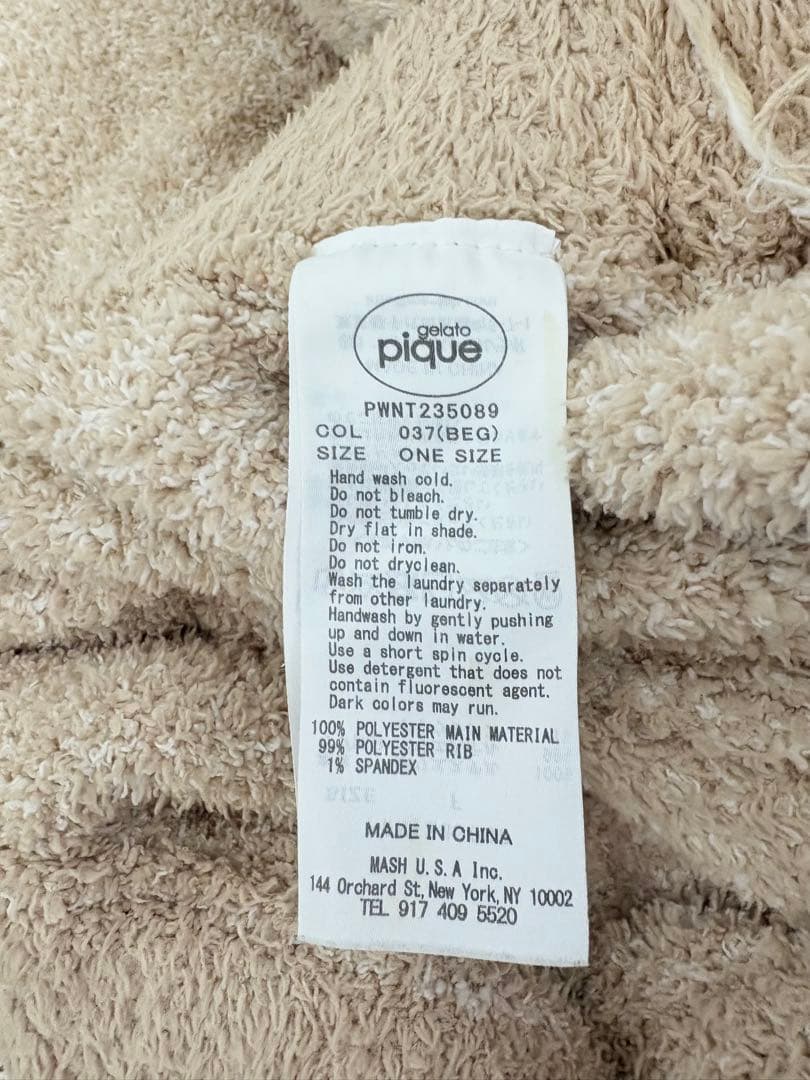 gelato
pique
PWNT235089
COL 037(BEG)
SIZE ONE SIZE
Hand wash cold.
Do not bleach.
Do not tumble dry.
Dry flat in shade.
Do not iron.
Do not dryclean.
Wash the laundry separately
from other laundry.
Handwash by gently pushing
up and down in water.
Use a short spin cycle.
Use detergent that does not
contain fluorescent agent.
Dark colors may run.
100% POLYESTER MAIN MATERIAL
99% POLYESTER RIB
1% SPANDEX
MADE IN CHINA
MASH U.S.A Inc.
144 Orchard St, New York, NY 10002
TEL 917 409 5520